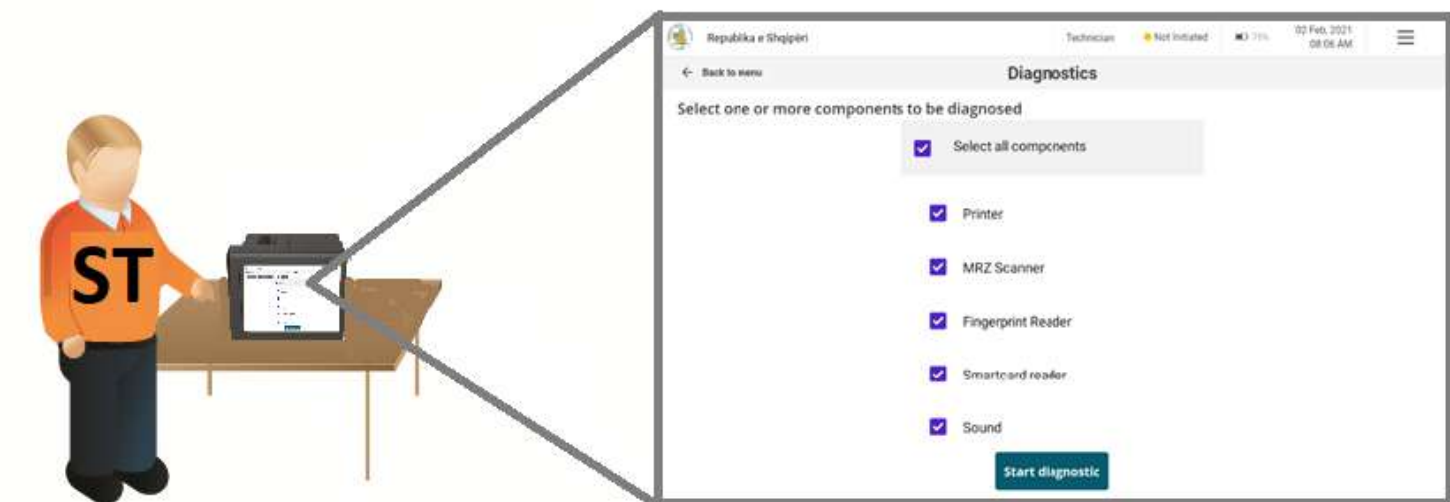 ST
Republika e Shqipëri Technician Not Initiated 02 Feb, 2021
08:06 AM
Back to menu Diagnostics
Select one or more components to be diagnosed
Select all components
Printer
MRZ Scanner
Fingerprint Reader
Smartcard reader
Sound
Start diagnostic